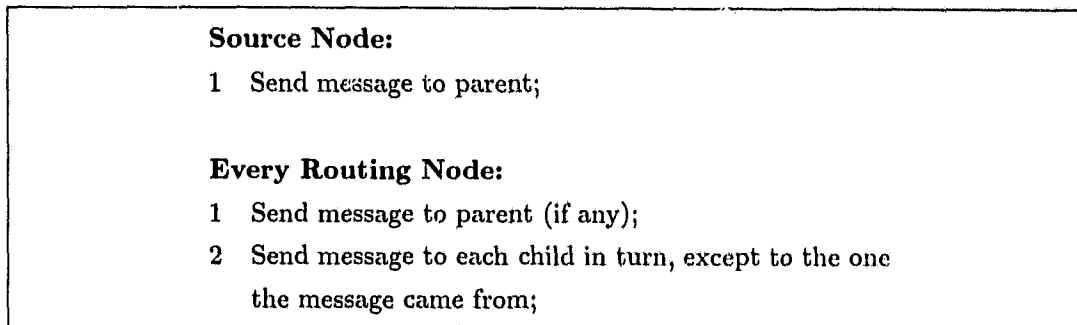 Source Node:
1 Send message to parent;
Every Routing Node:
1 Send message to parent (if any);
2 Send message to each child in turn, except to the one
the message came from;